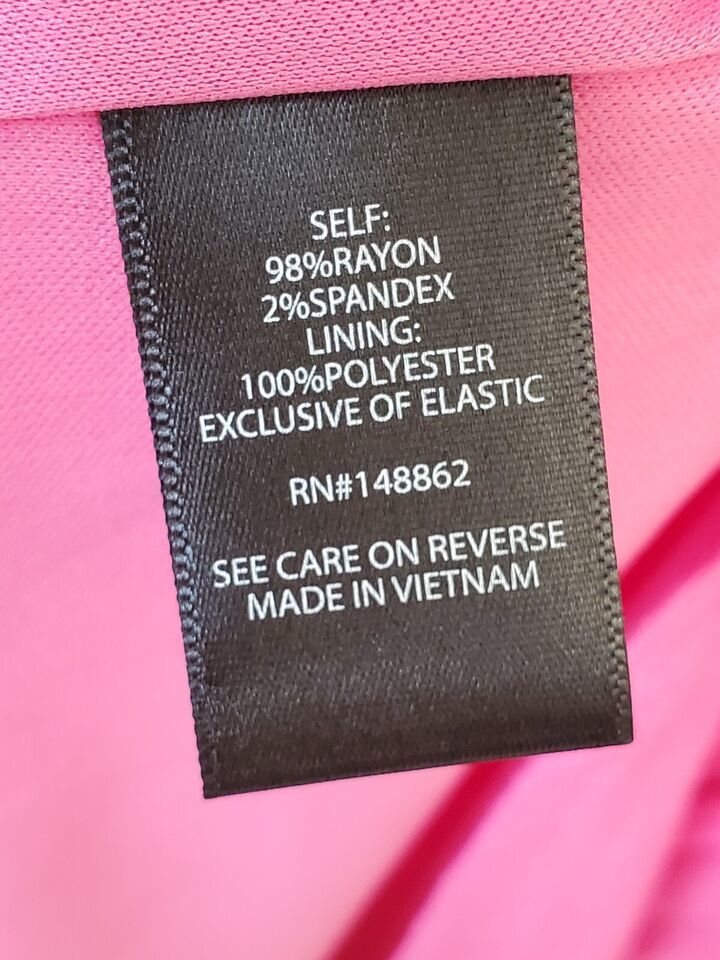 SELF:
98%RAYON
2%SPANDEX
LINING:
100%POLYESTER
EXCLUSIVE OF ELASTIC
RN#148862
SEE CARE ON REVERSE
MADE IN VIETNAM